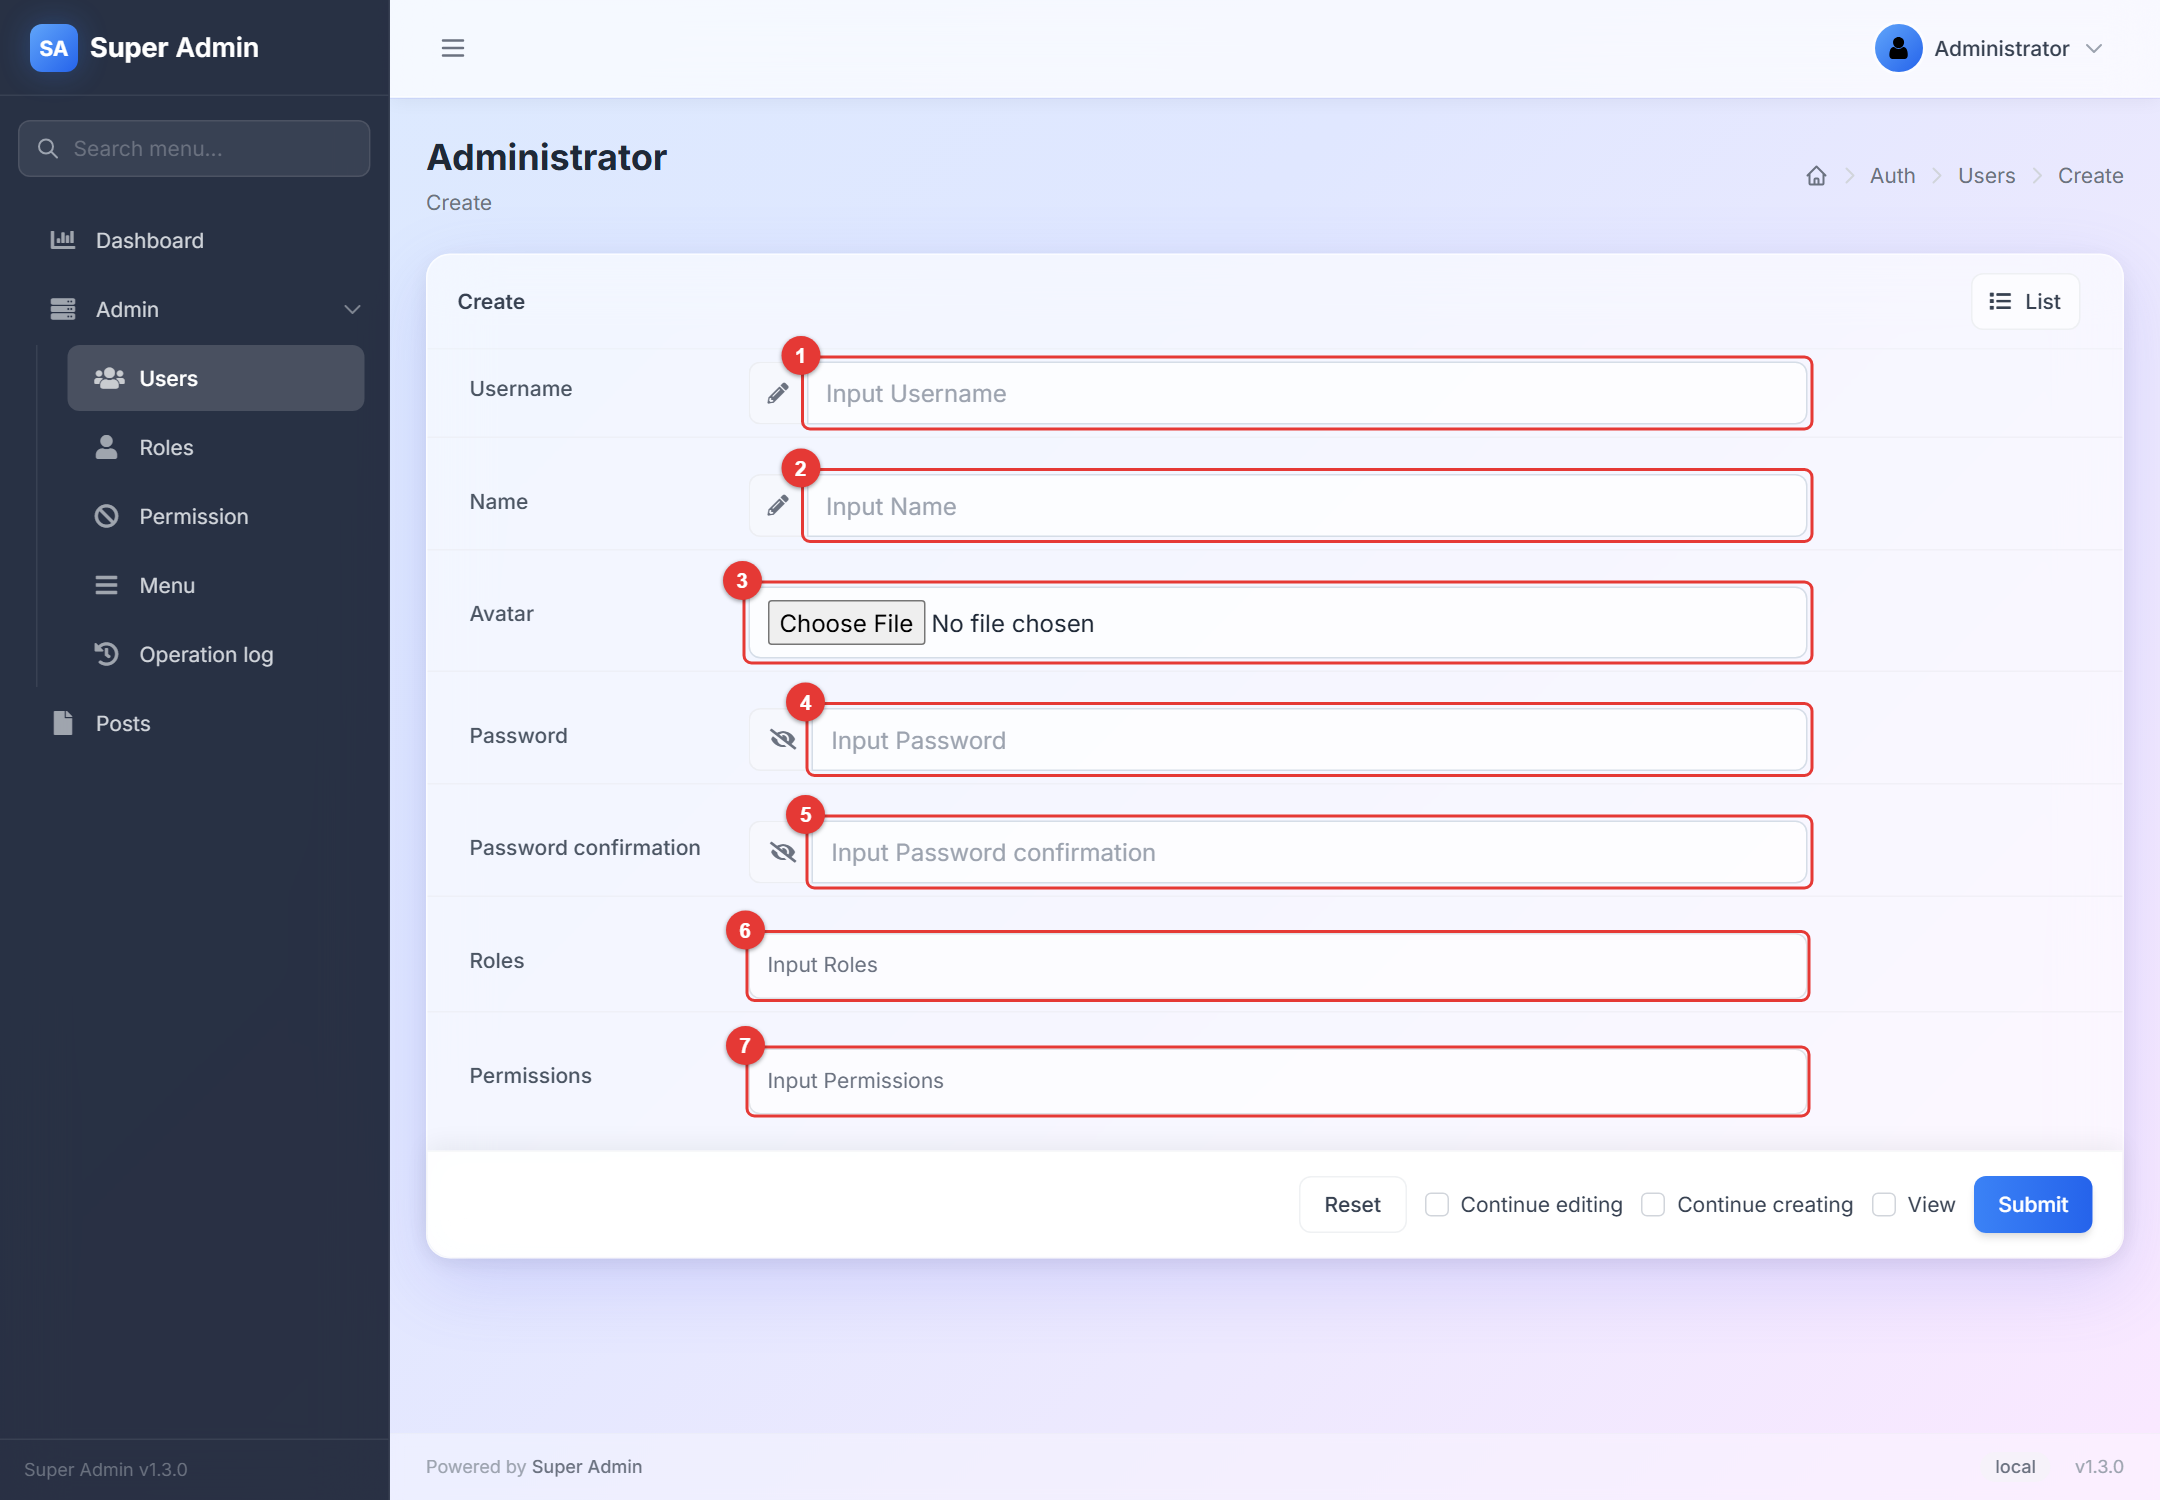 SA Super Admin
Administrator
Search menu...
Dashboard
Admin
Users
Roles
Permission
Menu
Operation log
Posts
Super Admin v1.3.0
Administrator
Create
Auth
Users
Create
Create
List
1
Username
Input Username
2
Name
Input Name
3
Avatar
Choose File No file chosen
4
Password
Input Password
5
Password confirmation
Input Password confirmation
6
Roles
Input Roles
7
Permissions
Input Permissions
Reset
Continue editing
Continue creating
View
Submit
Powered by Super Admin
local
v1.3.0